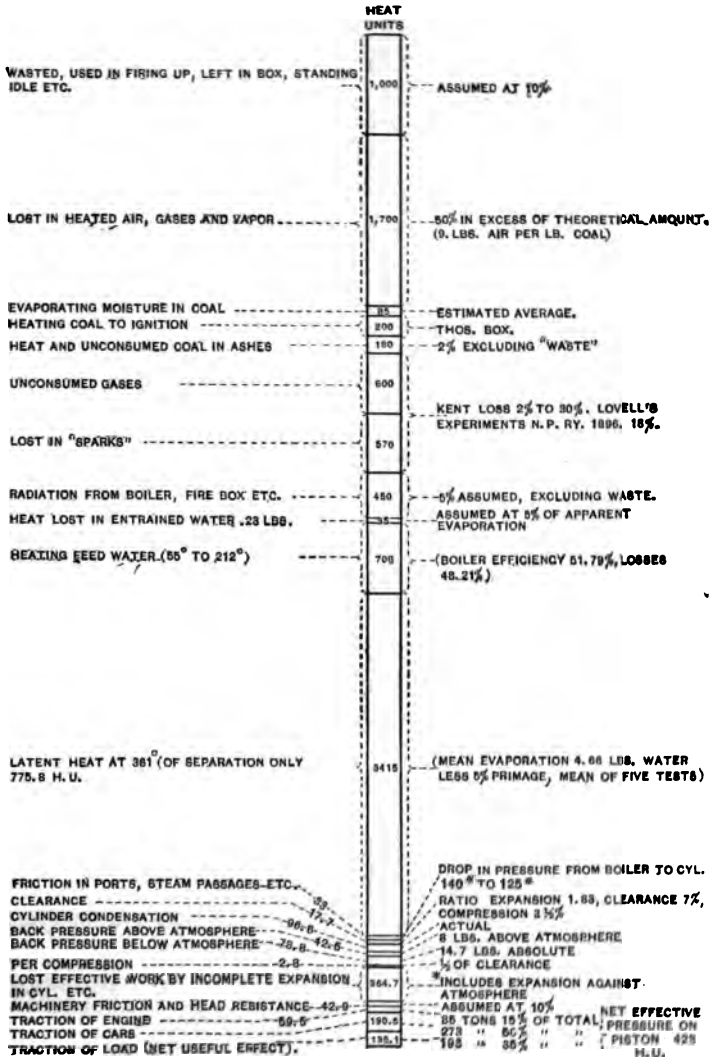 HEAT
UNITS
WASTED, USED IN FIRING UP, LEFT IN BOX, STANDING
IDLE ETC.
1,000
ASSUMED AT 10%
LOST IN HEATED AIR, GASES AND VAPOR
1,700
50% IN EXCESS OF THEORETICAL AMOUNT.
(9. LBS. AIR PER LB. COAL)
EVAPORATING MOISTURE IN COAL
85
ESTIMATED AVERAGE.
HEATING COAL TO IGNITION
200
THOS. BOX.
HEAT AND UNCONSUMED COAL IN ASHES
180
2% EXCLUDING "WASTE"
UNCONSUMED GASES
600
KENT LOSS 2% TO 30%. LOVELL'S
EXPERIMENTS N.P. RY. 1896. 18%.
LOST IN "SPARKS"
570
RADIATION FROM BOILER, FIRE BOX ETC.
450
5% ASSUMED, EXCLUDING WASTE.
HEAT LOST IN ENTRAINED WATER .23 LBS.
35
ASSUMED AT 5% OF APPARENT
EVAPORATION
HEATING FEED WATER (55° TO 212°)
700
(BOILER EFFICIENCY 51.79%, LOSSES
48.21%)
LATENT HEAT AT 361° (OF SEPARATION ONLY
775.8 H.U.
3415
(MEAN EVAPORATION 4.66 LBS. WATER
LESS 5% PRIMAGE, MEAN OF FIVE TESTS)
FRICTION IN PORTS, STEAM PASSAGES ETC.
DROP IN PRESSURE FROM BOILER TO CYL.
140# TO 125#
CLEARANCE
17.7
RATIO EXPANSION 1.83, CLEARANCE 7%,
COMPRESSION 3½%
CYLINDER CONDENSATION
96.6
ACTUAL
BACK PRESSURE ABOVE ATMOSPHERE
42.6
8 LBS. ABOVE ATMOSPHERE
BACK PRESSURE BELOW ATMOSPHERE
78.8
14.7 LBS. ABSOLUTE
PER COMPRESSION
2.8
½ OF CLEARANCE
LOST EFFECTIVE WORK BY INCOMPLETE EXPANSION
IN CYL. ETC.
364.7
*INCLUDES EXPANSION AGAINST
ATMOSPHERE
MACHINERY FRICTION AND HEAD RESISTANCE
42.9
ASSUMED AT 10%
TRACTION OF ENGINE
59.5
85 TONS 15% OF TOTAL
TRACTION OF CARS
190.5
273 " 50% " "
TRACTION OF LOAD (NET USEFUL EFFECT).
135.1
193 " 35% " "
NET EFFECTIVE
PRESSURE ON
PISTON 428
H.U.